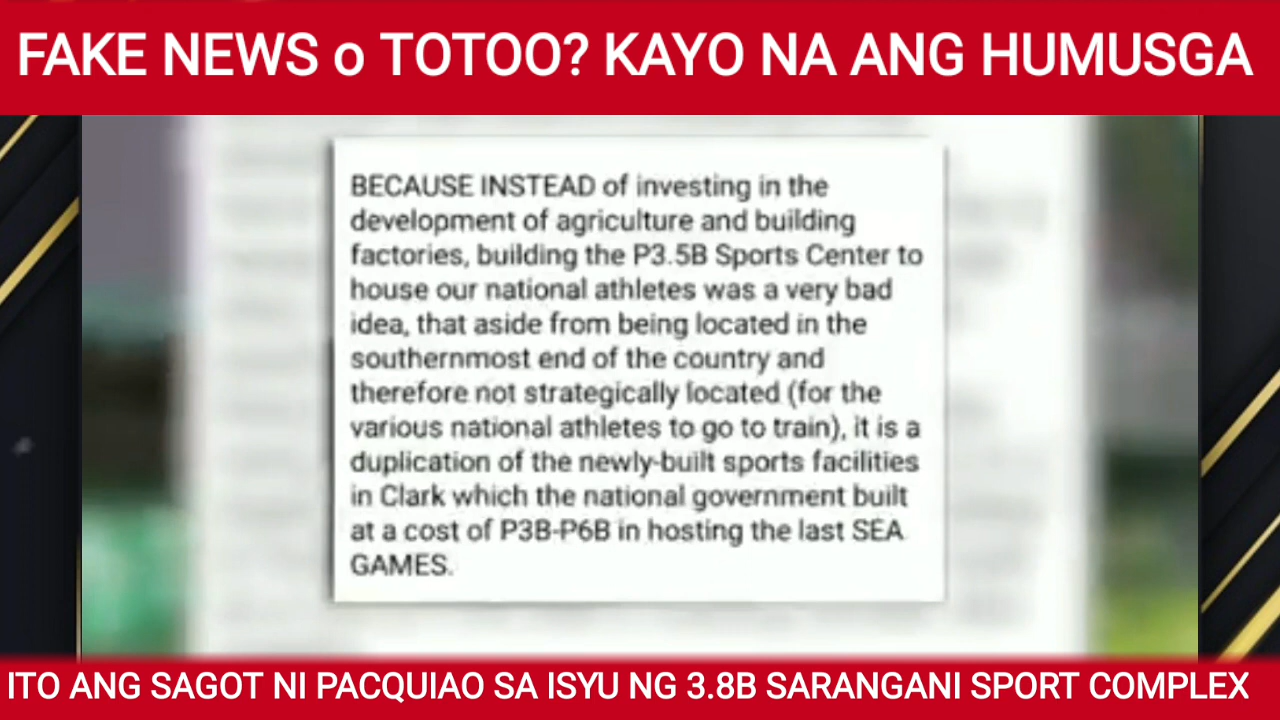 FAKE NEWS o TOTOO? KAYO NA ANG HUMUSGA
BECAUSE INSTEAD of investing in the
development of agriculture and building
factories, building the P3.5B Sports Center to
house our national athletes was a very bad
idea, that aside from being located in the
southernmost end of the country and
therefore not strategically located (for the
various national athletes to go to train), it is a
duplication of the newly-built sports facilities
in Clark which the national government built
at a cost of P3B-P6B in hosting the last SEA
GAMES.
ITO ANG SAGOT NI PACQUIAO SA ISYU NG 3.8B SARANGANI SPORT COMPLEX